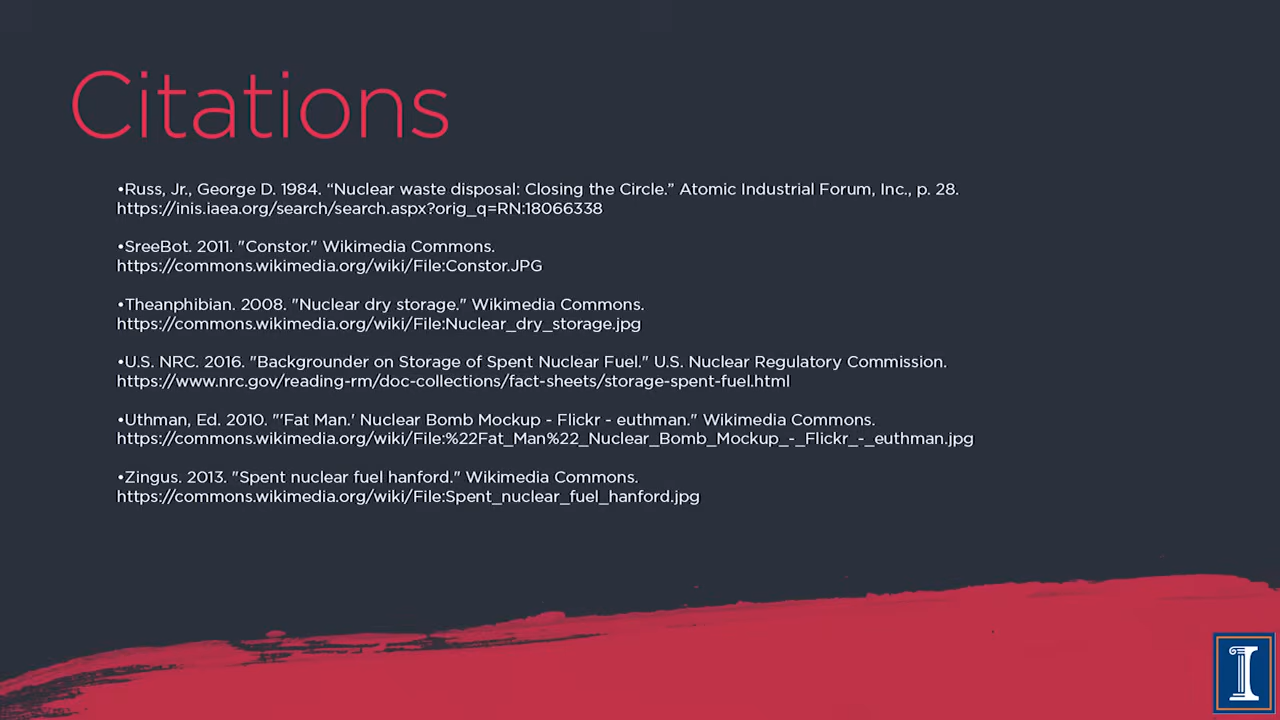 Citations
•Russ, Jr., George D. 1984. “Nuclear waste disposal: Closing the Circle.” Atomic Industrial Forum, Inc., p. 28.
https://inis.iaea.org/search/search.aspx?orig_q=RN:18066338
•SreeBot. 2011. "Constor." Wikimedia Commons.
https://commons.wikimedia.org/wiki/File:Constor.JPG
•Theanphibian. 2008. "Nuclear dry storage." Wikimedia Commons.
https://commons.wikimedia.org/wiki/File:Nuclear_dry_storage.jpg
•U.S. NRC. 2016. "Backgrounder on Storage of Spent Nuclear Fuel." U.S. Nuclear Regulatory Commission.
https://www.nrc.gov/reading-rm/doc-collections/fact-sheets/storage-spent-fuel.html
•Uthman, Ed. 2010. "'Fat Man.' Nuclear Bomb Mockup - Flickr - euthman." Wikimedia Commons.
https://commons.wikimedia.org/wiki/File:%22Fat_Man%22_Nuclear_Bomb_Mockup_-_Flickr_-_euthman.jpg
•Zingus. 2013. "Spent nuclear fuel hanford." Wikimedia Commons.
https://commons.wikimedia.org/wiki/File:Spent_nuclear_fuel_hanford.jpg
I